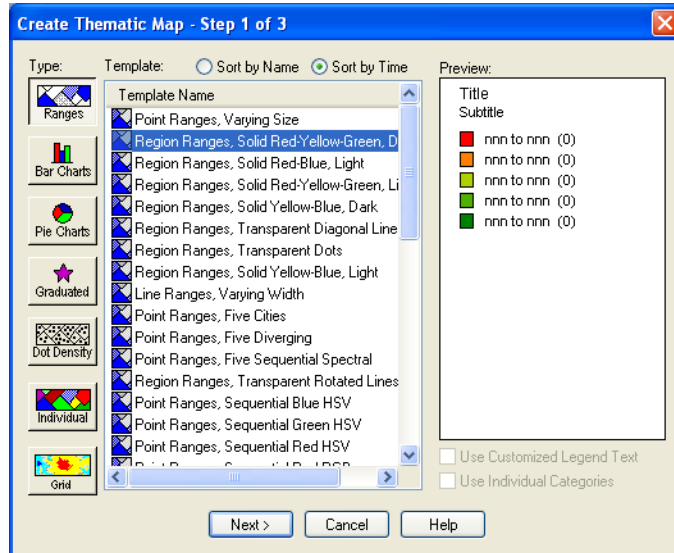 Create Thematic Map - Step 1 of 3
Type:
Ranges
Bar Charts
Pie Charts
Graduated
Dot Density
Individual
Grid
Template:
Sort by Name
Sort by Time
Template Name
Point Ranges, Varying Size
Region Ranges, Solid Red-Yellow-Green, D
Region Ranges, Solid Red-Blue, Light
Region Ranges, Solid Red-Yellow-Green, Li
Region Ranges, Solid Yellow-Blue, Dark
Region Ranges, Transparent Diagonal Line
Region Ranges, Transparent Dots
Region Ranges, Solid Yellow-Blue, Light
Line Ranges, Varying Width
Point Ranges, Five Cities
Point Ranges, Five Diverging
Point Ranges, Five Sequential Spectral
Region Ranges, Transparent Rotated Lines
Point Ranges, Sequential Blue HSV
Point Ranges, Sequential Green HSV
Point Ranges, Sequential Red HSV
Preview:
Title
Subtitle
nnn to nnn (0)
nnn to nnn (0)
nnn to nnn (0)
nnn to nnn (0)
nnn to nnn (0)
Use Customized Legend Text
Use Individual Categories
Next >
Cancel
Help